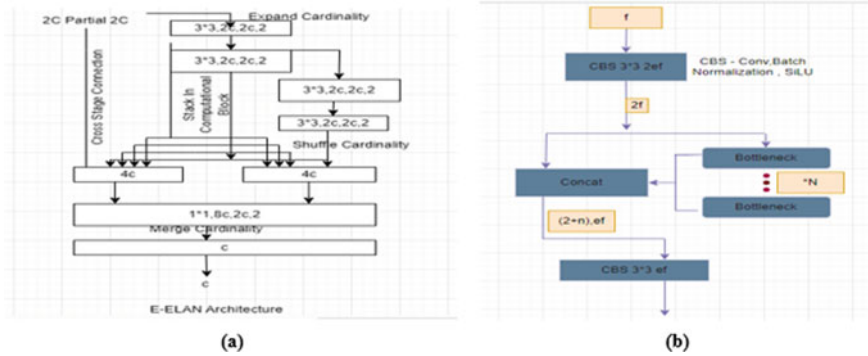 2C Partial 2C
Expand Cardinality
3*3,2c,2c,2
3*3,2c,2c,2
Cross Stage Connection
Stack In
Computational
Block
3*3,2c,2c,2
3*3,2c,2c,2
Shuffle Cardinality
4c
4c
1*1,8c,2c,2
Merge Cardinality
c
c
E-ELAN Architecture
(a)
f
CBS 3*3 2ef
CBS - Conv,Batch
Normalization , SiLU
2f
Bottleneck
Concat
*N
Bottleneck
(2+n),ef
CBS 3*3 ef
(b)